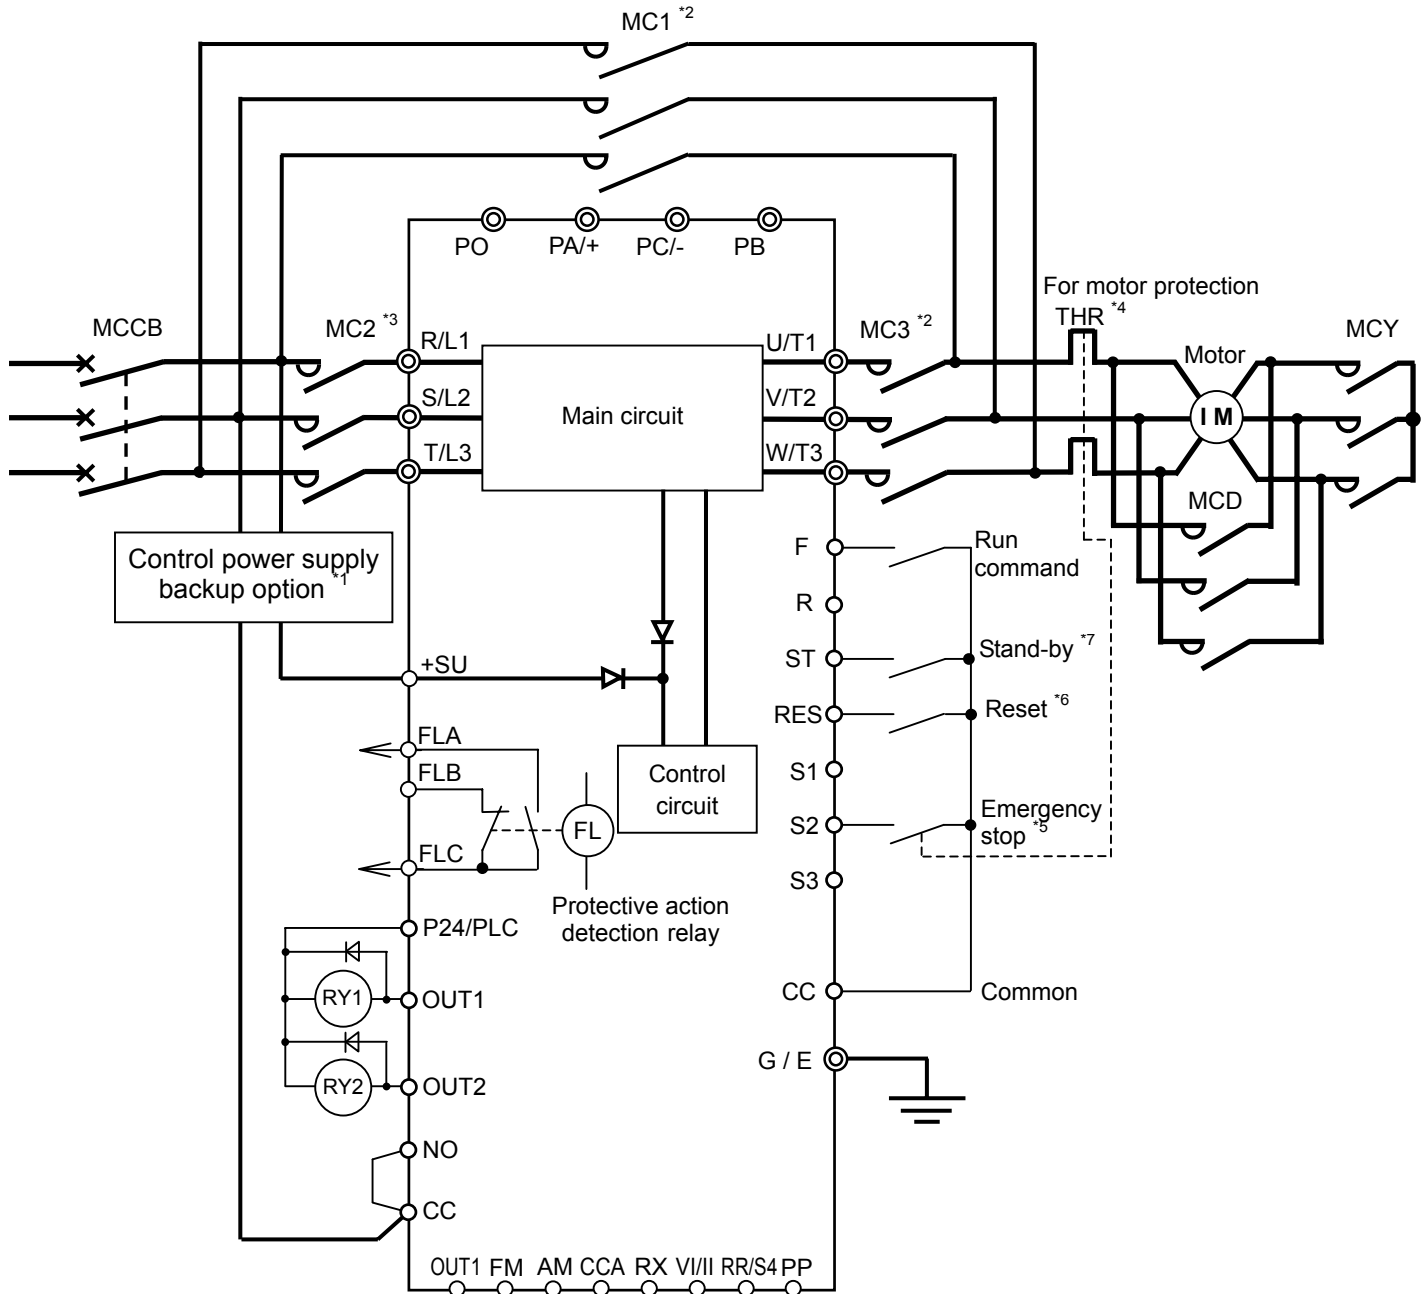 MC1 *2
PO
PA/+
PC/-
PB
For motor protection
MCCB
MC2 *3
R/L1
U/T1
MC3 *2
THR *4
Motor
MCY
S/L2
Main circuit
V/T2
I M
T/L3
W/T3
MCD
Control power supply
backup option *1
F
Run
command
R
+SU
ST
Stand-by *7
RES
Reset *6
FLA
FLB
Control
circuit
S1
FL
S2
Emergency
stop *5
FLC
S3
Protective action
detection relay
P24/PLC
RY1
OUT1
CC
Common
G / E
RY2
OUT2
NO
CC
OUT1 FM AM CCA RX VI/II RR/S4 PP